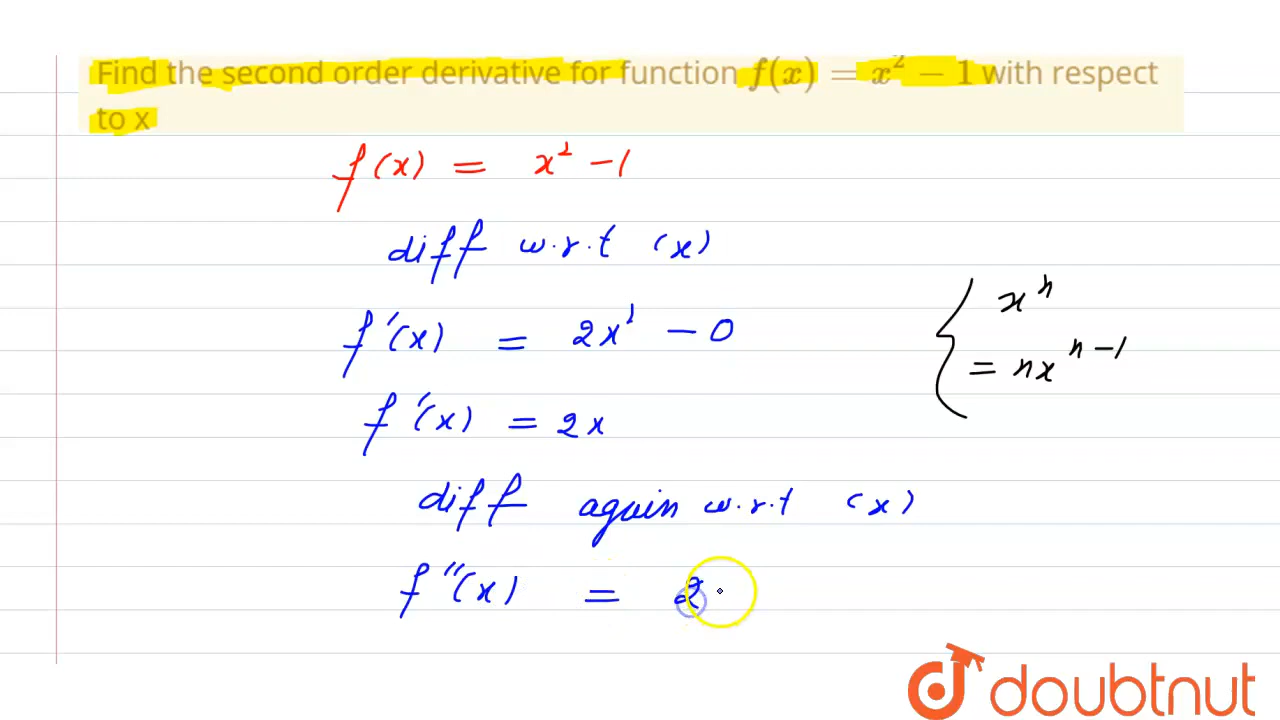 Find the second order derivative for function f(x) = x² − 1 with respect
to x
f(x) = x² − 1
diff w.r.t (x)
f'(x) = 2x¹ − 0
xⁿ
= nxⁿ⁻¹
f'(x) = 2x
diff again w.r.t (x)
f''(x) = 2·
doubtnut